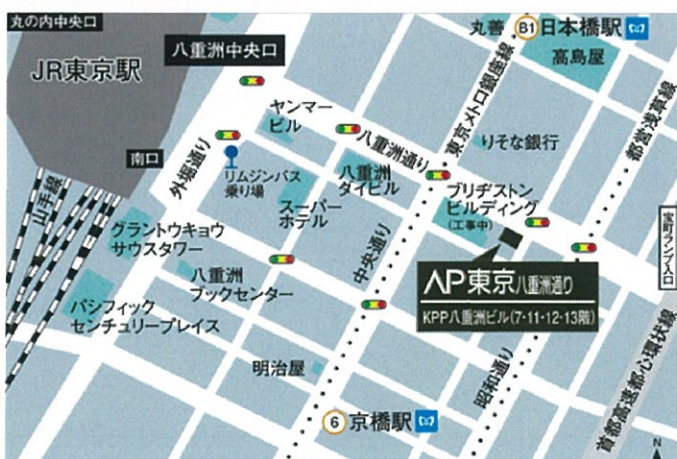 丸の内中央口
JR東京駅
八重洲中央口
丸善
B1
日本橋駅
高島屋
ヤンマー
ビル
八重洲通り
東京メトロ銀座線
都営浅草線
りそな銀行
南口
外堀通り
リムジンバス
乗り場
八重洲
ダイビル
スーパー
ホテル
ブリヂストン
ビルディング
(工事中)
山手線
グラントウキョウ
サウスタワー
八重洲
ブックセンター
中央通り
AP東京八重洲通り
KPP八重洲ビル(7・11・12・13階)
宝町ランプ入口
パシフィック
センチュリープレイス
明治屋
昭和通り
首都高速都心環状線
6
京橋駅
N